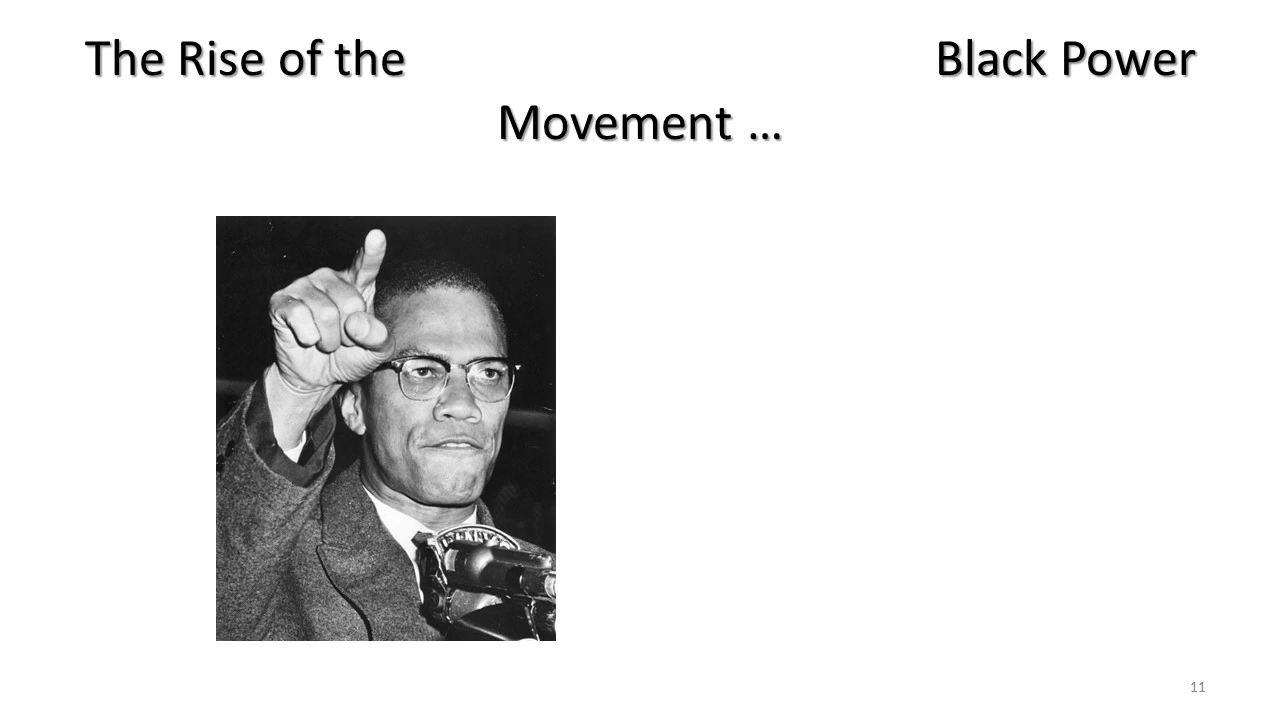 The Rise of the Black Power
Movement …
11